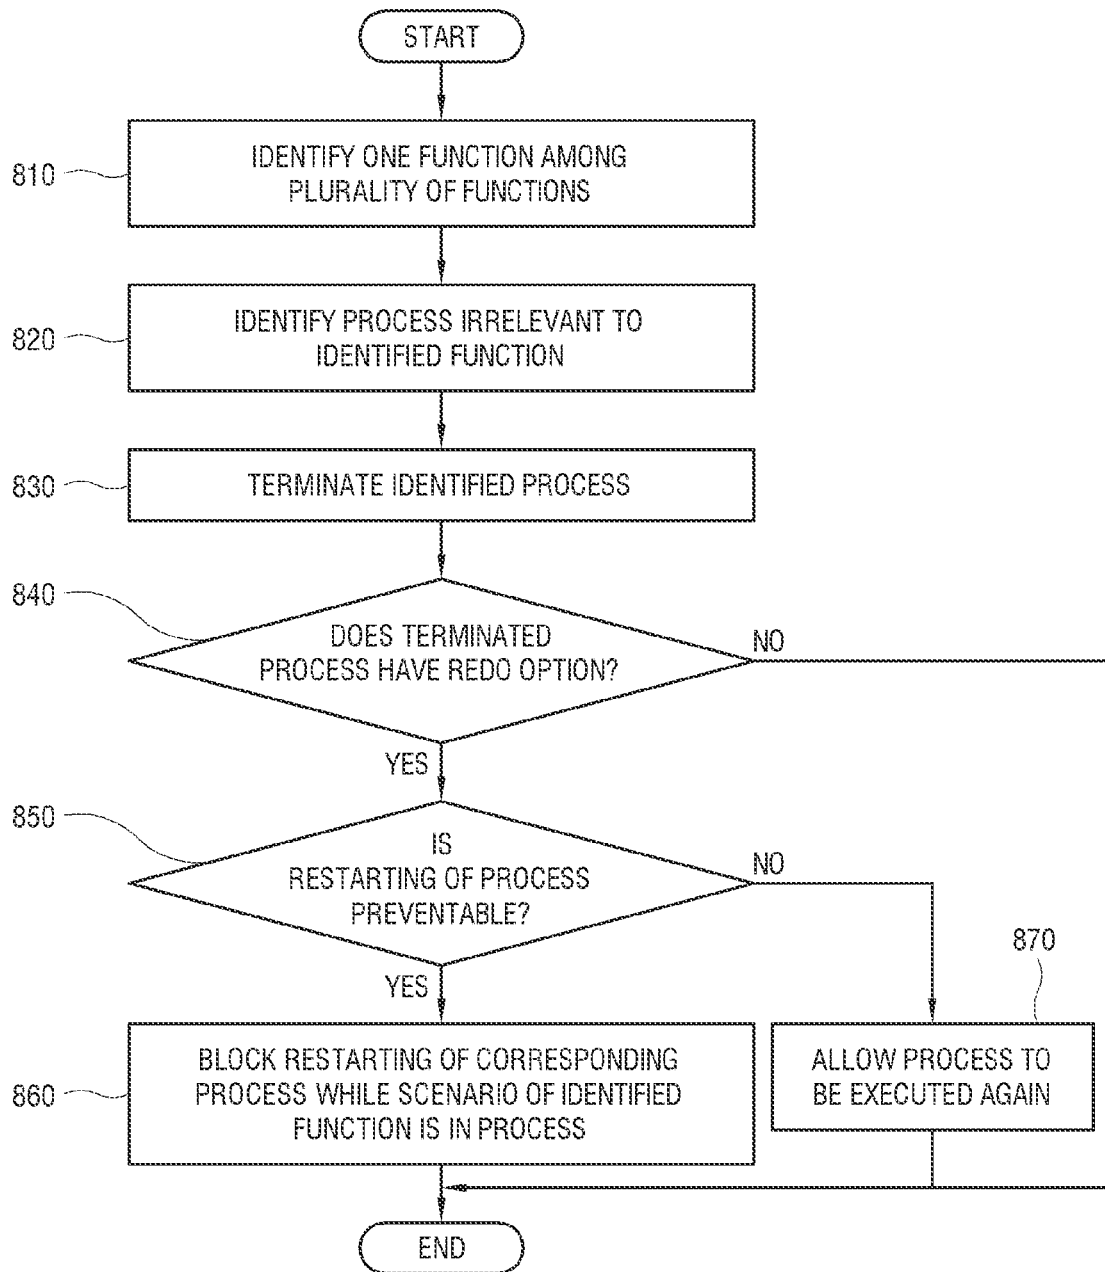 START
810
IDENTIFY ONE FUNCTION AMONG
PLURALITY OF FUNCTIONS
820
IDENTIFY PROCESS IRRELEVANT TO
IDENTIFIED FUNCTION
830
TERMINATE IDENTIFIED PROCESS
840
DOES TERMINATED
PROCESS HAVE REDO OPTION?
NO
YES
850
IS
RESTARTING OF PROCESS
PREVENTABLE?
NO
YES
870
860
BLOCK RESTARTING OF CORRESPONDING
PROCESS WHILE SCENARIO OF IDENTIFIED
FUNCTION IS IN PROCESS
ALLOW PROCESS TO
BE EXECUTED AGAIN
END